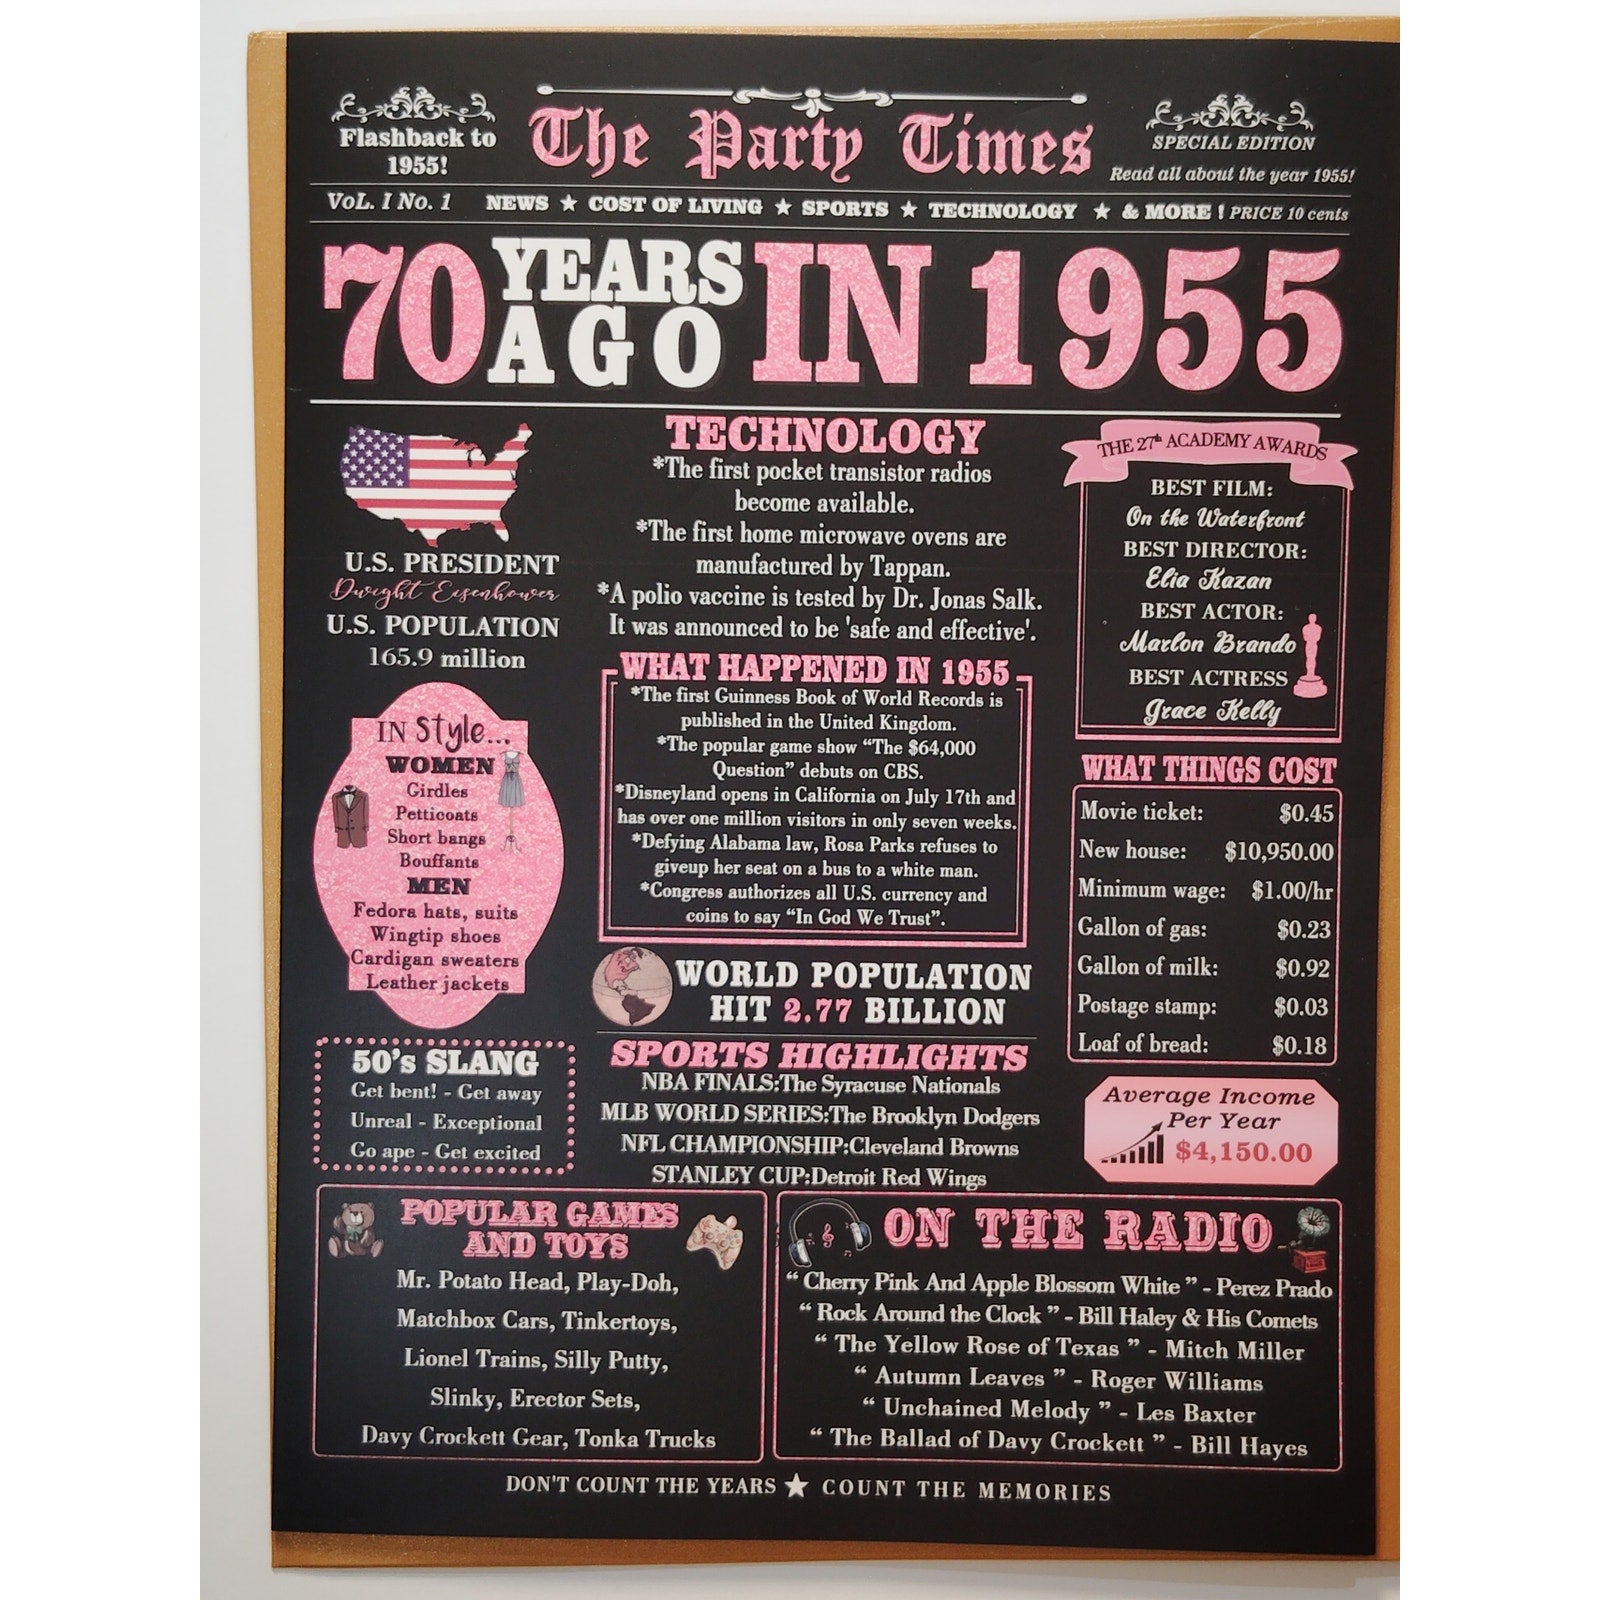 Flashback to
1955!
The Party Times
SPECIAL EDITION
Read all about the year 1955!
VoL. I No. 1
NEWS ★ COST OF LIVING ★ SPORTS ★ TECHNOLOGY ★ & MORE !
PRICE 10 cents
70 YEARS AGO IN 1955
U.S. PRESIDENT
Dwight Eisenhower
U.S. POPULATION
165.9 million
IN Style...
WOMEN
Girdles
Petticoats
Short bangs
Bouffants
MEN
Fedora hats, suits
Wingtip shoes
Cardigan sweaters
Leather jackets
50's SLANG
Get bent! - Get away
Unreal - Exceptional
Go ape - Get excited
TECHNOLOGY
*The first pocket transistor radios
become available.
*The first home microwave ovens are
manufactured by Tappan.
*A polio vaccine is tested by Dr. Jonas Salk.
It was announced to be 'safe and effective'.
WHAT HAPPENED IN 1955
*The first Guinness Book of World Records is
published in the United Kingdom.
*The popular game show “The $64,000
Question” debuts on CBS.
*Disneyland opens in California on July 17th and
has over one million visitors in only seven weeks.
*Defying Alabama law, Rosa Parks refuses to
giveup her seat on a bus to a white man.
*Congress authorizes all U.S. currency and
coins to say “In God We Trust”.
WORLD POPULATION
HIT 2.77 BILLION
SPORTS HIGHLIGHTS
NBA FINALS:The Syracuse Nationals
MLB WORLD SERIES:The Brooklyn Dodgers
NFL CHAMPIONSHIP:Cleveland Browns
STANLEY CUP:Detroit Red Wings
THE 27th ACADEMY AWARDS
BEST FILM:
On the Waterfront
BEST DIRECTOR:
Elia Kazan
BEST ACTOR:
Marlon Brando
BEST ACTRESS
Grace Kelly
WHAT THINGS COST
Movie ticket: $0.45
New house: $10,950.00
Minimum wage: $1.00/hr
Gallon of gas: $0.23
Gallon of milk: $0.92
Postage stamp: $0.03
Loaf of bread: $0.18
Average Income
Per Year
$4,150.00
POPULAR GAMES
AND TOYS
Mr. Potato Head, Play-Doh,
Matchbox Cars, Tinkertoys,
Lionel Trains, Silly Putty,
Slinky, Erector Sets,
Davy Crockett Gear, Tonka Trucks
ON THE RADIO
“ Cherry Pink And Apple Blossom White ” - Perez Prado
“ Rock Around the Clock ” - Bill Haley & His Comets
“ The Yellow Rose of Texas ” - Mitch Miller
“ Autumn Leaves ” - Roger Williams
“ Unchained Melody ” - Les Baxter
“ The Ballad of Davy Crockett ” - Bill Hayes
DON'T COUNT THE YEARS ★ COUNT THE MEMORIES